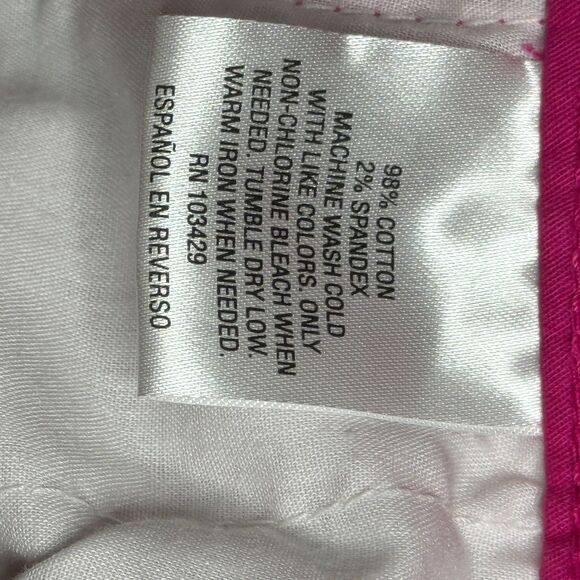 98% COTTON
2% SPANDEX
MACHINE WASH COLD
WITH LIKE COLORS. ONLY
NON-CHLORINE BLEACH WHEN
NEEDED. TUMBLE DRY LOW.
WARM IRON WHEN NEEDED.
RN 103429
ESPAÑOL EN REVERSO